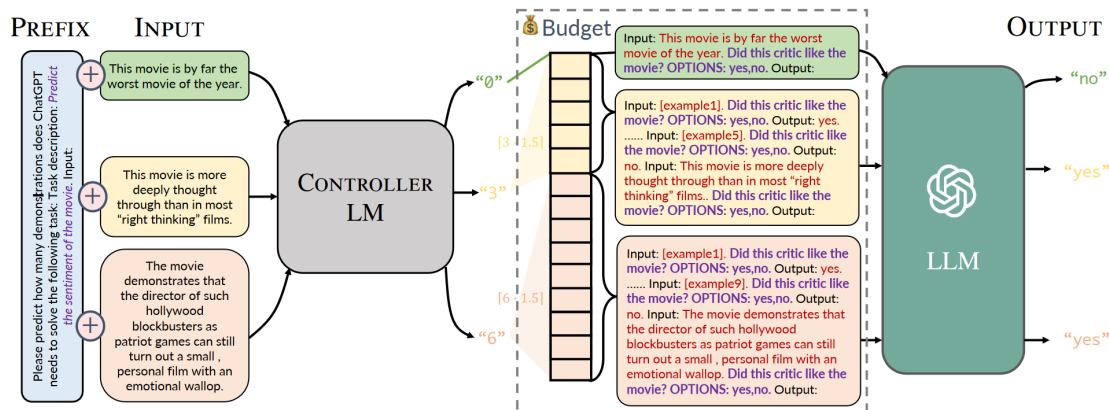 PREFIX
INPUT
Budget
OUTPUT
Please predict how many demonstrations does ChatGPT
needs to solve the following task: Task description: Predict
the sentiment of the movie. Input:
This movie is by far the
worst movie of the year.
This movie is more
deeply thought
through than in most
“right thinking” films.
The movie
demonstrates that
the director of such
hollywood
blockbusters as
patriot games can still
turn out a small ,
personal film with an
emotional wallop.
CONTROLLER
LM
“0”
“3”
“6”
⌈3 · 1.5⌉
⌈6 · 1.5⌉
Input: This movie is by far the worst
movie of the year. Did this critic like the
movie? OPTIONS: yes,no. Output:
Input: [example1]. Did this critic like the
movie? OPTIONS: yes,no. Output: yes.
...... Input: [example5]. Did this critic like
the movie? OPTIONS: yes,no. Output:
no. Input: This movie is more deeply
thought through than in most “right
thinking” films.. Did this critic like the
movie? OPTIONS: yes,no. Output:
Input: [example1]. Did this critic like the
movie? OPTIONS: yes,no. Output: yes.
...... Input: [example9]. Did this critic like
the movie? OPTIONS: yes,no. Output:
no. Input: The movie demonstrates that
the director of such hollywood
blockbusters as patriot games can still
turn out a small , personal film with an
emotional wallop. Did this critic like the
movie? OPTIONS: yes,no. Output:
LLM
“no”
“yes”
“yes”